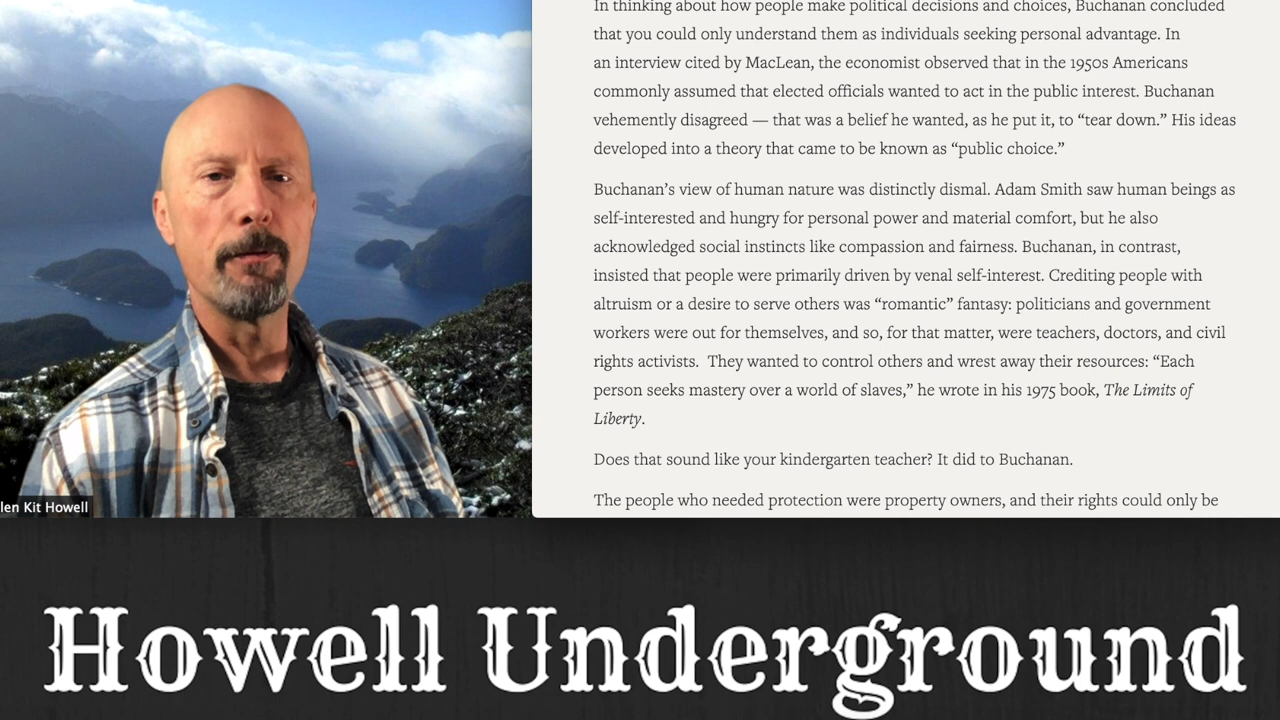 In thinking about how people make political decisions and choices, Buchanan concluded
that you could only understand them as individuals seeking personal advantage. In
an interview cited by MacLean, the economist observed that in the 1950s Americans
commonly assumed that elected officials wanted to act in the public interest. Buchanan
vehemently disagreed — that was a belief he wanted, as he put it, to “tear down.” His ideas
developed into a theory that came to be known as “public choice.”
Buchanan’s view of human nature was distinctly dismal. Adam Smith saw human beings as
self-interested and hungry for personal power and material comfort, but he also
acknowledged social instincts like compassion and fairness. Buchanan, in contrast,
insisted that people were primarily driven by venal self-interest. Crediting people with
altruism or a desire to serve others was “romantic” fantasy: politicians and government
workers were out for themselves, and so, for that matter, were teachers, doctors, and civil
rights activists.  They wanted to control others and wrest away their resources: “Each
person seeks mastery over a world of slaves,” he wrote in his 1975 book, The Limits of
Liberty.
Does that sound like your kindergarten teacher? It did to Buchanan.
The people who needed protection were property owners, and their rights could only be
len Kit Howell
Howell Underground